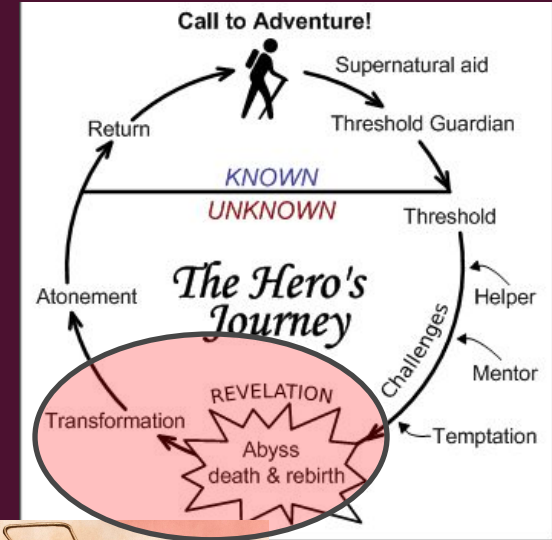 Call to Adventure!
Supernatural aid
Threshold Guardian
Return
KNOWN
UNKNOWN
Threshold
The Hero's
Journey
Helper
Atonement
Challenges
Mentor
REVELATION
Transformation
Temptation
Abyss
death & rebirth